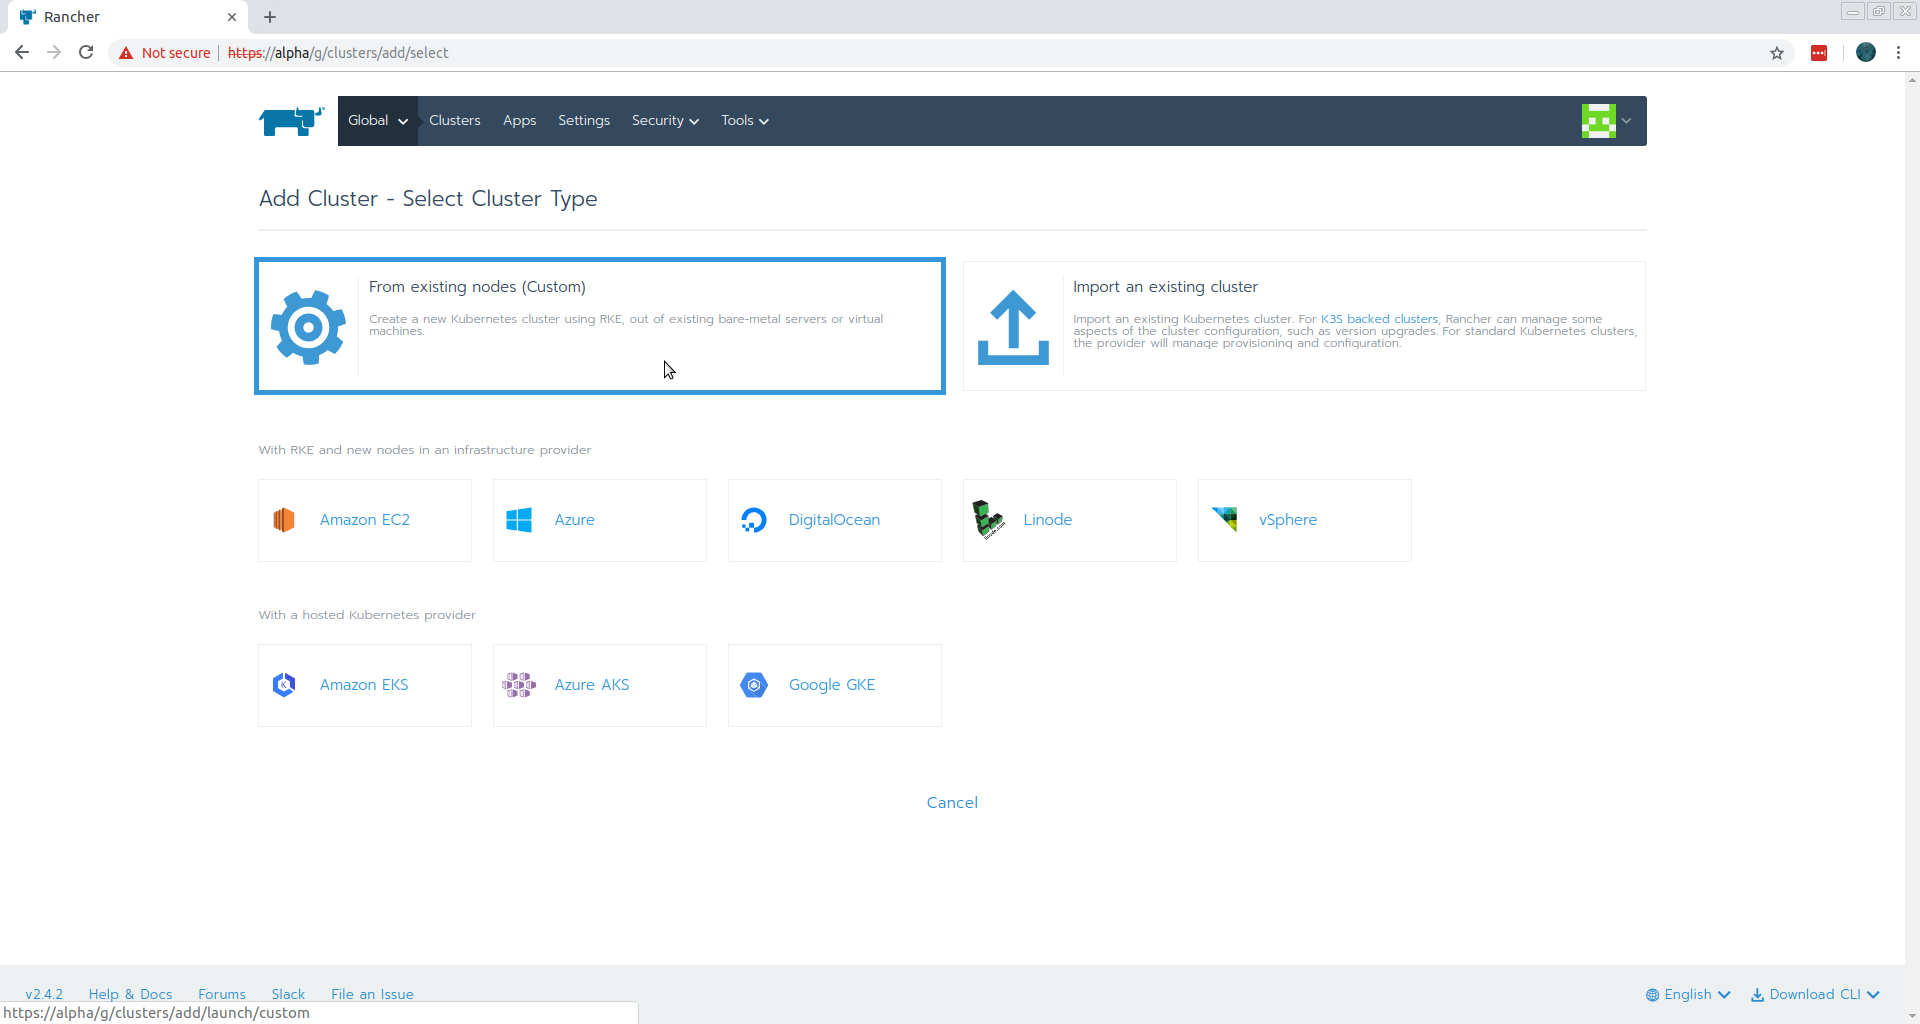 Rancher
Not secure https://alpha/g/clusters/add/select
Global Clusters Apps Settings Security Tools
Add Cluster - Select Cluster Type
From existing nodes (Custom)
Create a new Kubernetes cluster using RKE, out of existing bare-metal servers or virtual
machines.
Import an existing cluster
Import an existing Kubernetes cluster. For K3S backed clusters, Rancher can manage some
aspects of the cluster configuration, such as version upgrades. For standard Kubernetes clusters,
the provider will manage provisioning and configuration.
With RKE and new nodes in an infrastructure provider
Amazon EC2 Azure DigitalOcean Linode vSphere
With a hosted Kubernetes provider
Amazon EKS Azure AKS Google GKE
Cancel
v2.4.2 Help & Docs Forums Slack File an Issue English Download CLI
https://alpha/g/clusters/add/launch/custom